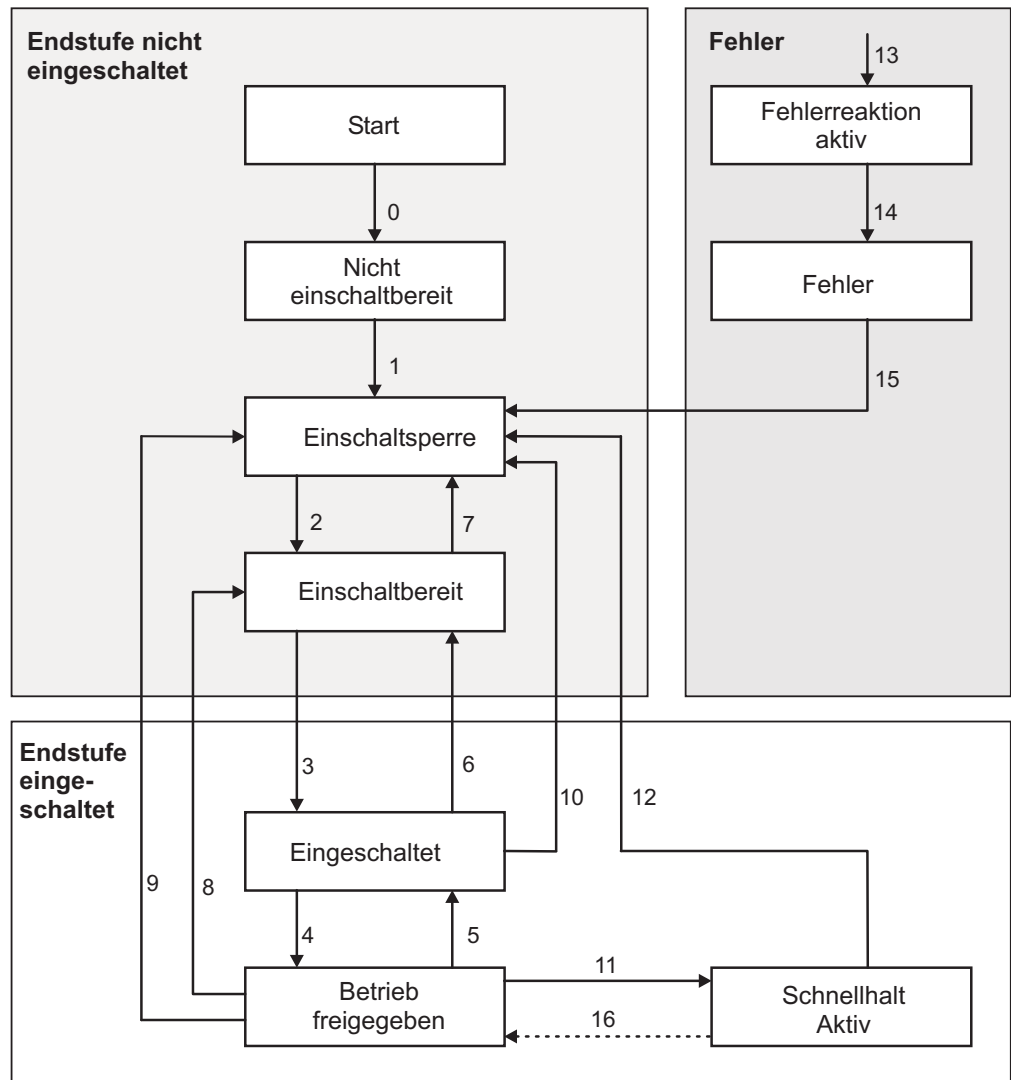 Endstufe nicht
eingeschaltet
Start
0
Nicht
einschaltbereit
1
Einschaltsperre
2
7
Einschaltbereit
Fehler
13
Fehlerreaktion
aktiv
14
Fehler
15
Endstufe
einge-
schaltet
3
6
10
12
Eingeschaltet
9
8
4
5
11
Betrieb
freigegeben
16
Schnellhalt
Aktiv